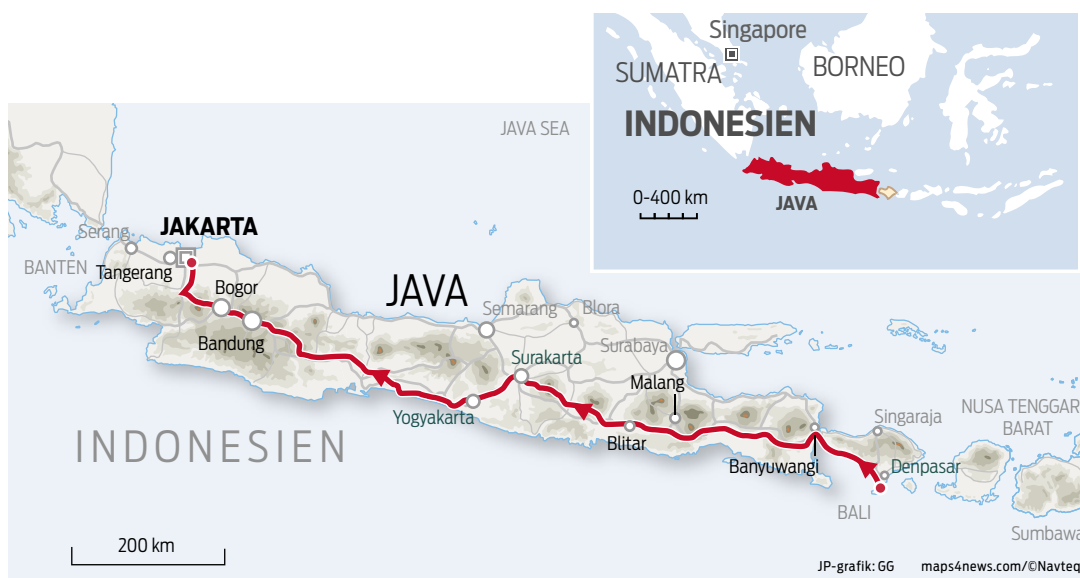 Singapore
SUMATRA
BORNEO
INDONESIEN
0-400 km
JAVA
JAVA SEA
Serang
JAKARTA
BANTEN
Tangerang
Bogor
JAVA
Semarang
Blora
Bandung
Surabaya
Surakarta
Malang
Yogyakarta
INDONESIEN
Blitar
Singaraja
NUSA TENGGAR
BARAT
Banyuwangi
Denpasar
BALI
Sumbawa
200 km
JP-grafik: GG
maps4news.com/©Navteq